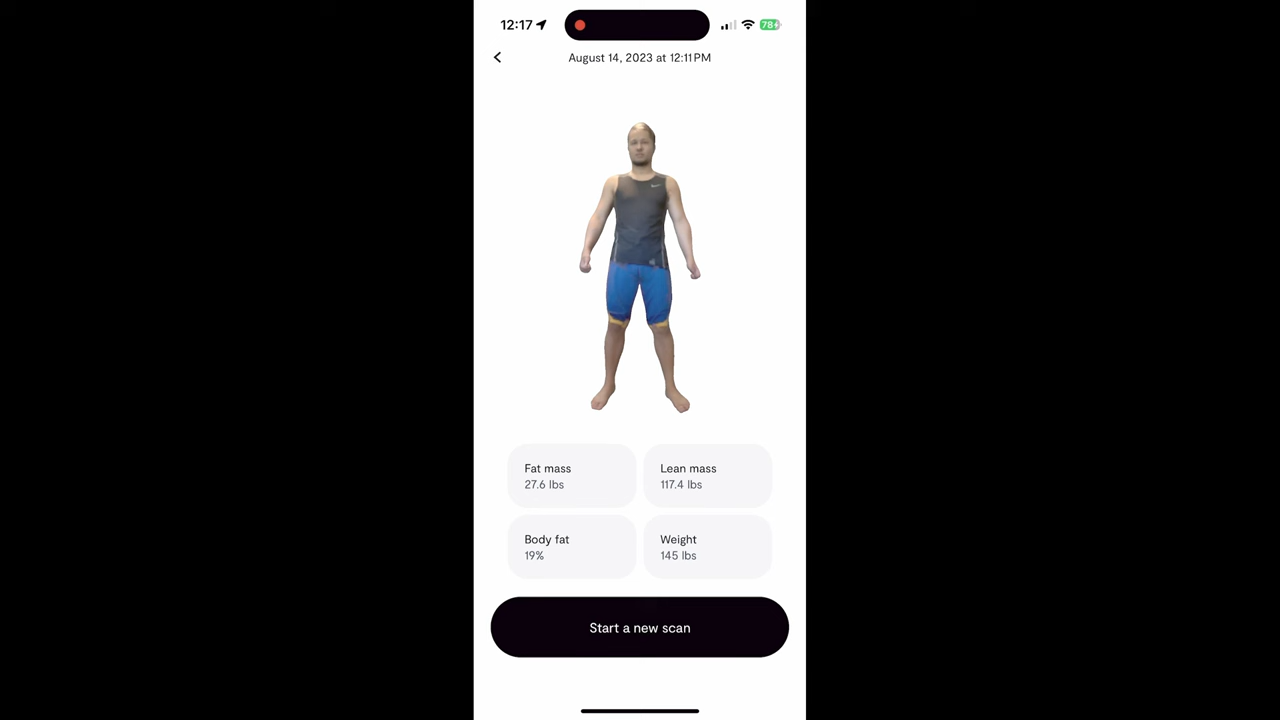 12:17
78
August 14, 2023 at 12:11 PM
Fat mass
27.6 lbs
Lean mass
117.4 lbs
Body fat
19%
Weight
145 lbs
Start a new scan